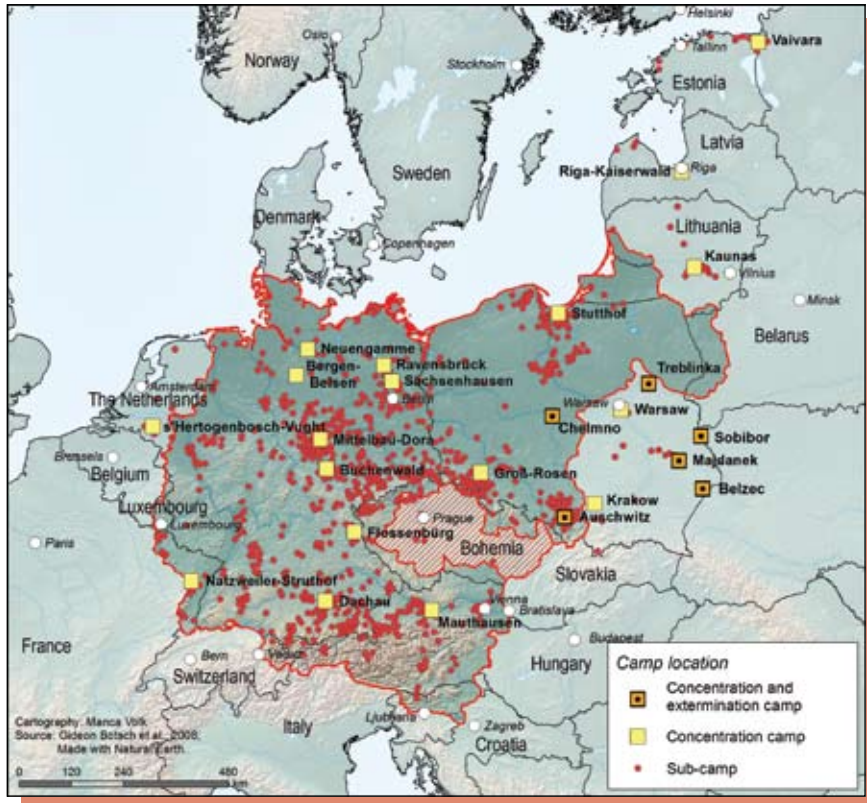 Helsinki
Oslo
Tallinn
Vaivara
Norway
Stockholm
Estonia
Latvia
Riga-Kaiserwald
Riga
Sweden
Denmark
Lithuania
Copenhagen
Kaunas
Vilnius
Minsk
Stutthof
Belarus
Neuengamme
Ravensbrück
Bergen-
Belsen
Sachsenhausen
Treblinka
Amsterdam
The Netherlands
Berlin
Warsaw
Warsaw
Chelmno
s'Hertogenbosch-Vught
Mittelbau-Dora
Sobibor
Brussels
Majdanek
Belgium
Buchenwald
Groß-Rosen
Belzec
Luxembourg
Krakow
Luxembourg
Prague
Auschwitz
Flossenbürg
Paris
Bohemia
Slovakia
Natzweiler-Struthof
Dachau
Vienna
Mauthausen
Bratislava
France
Budapest
Bern
Vaduz
Switzerland
Hungary
Italy
Ljubljana
Zagreb
Croatia
Camp location
Concentration and
extermination camp
Concentration camp
Sub-camp
Cartography: Manca Volk
Source: Gideon Botsch et al., 2008,
Made with Natural Earth.
0 120 240 480
km